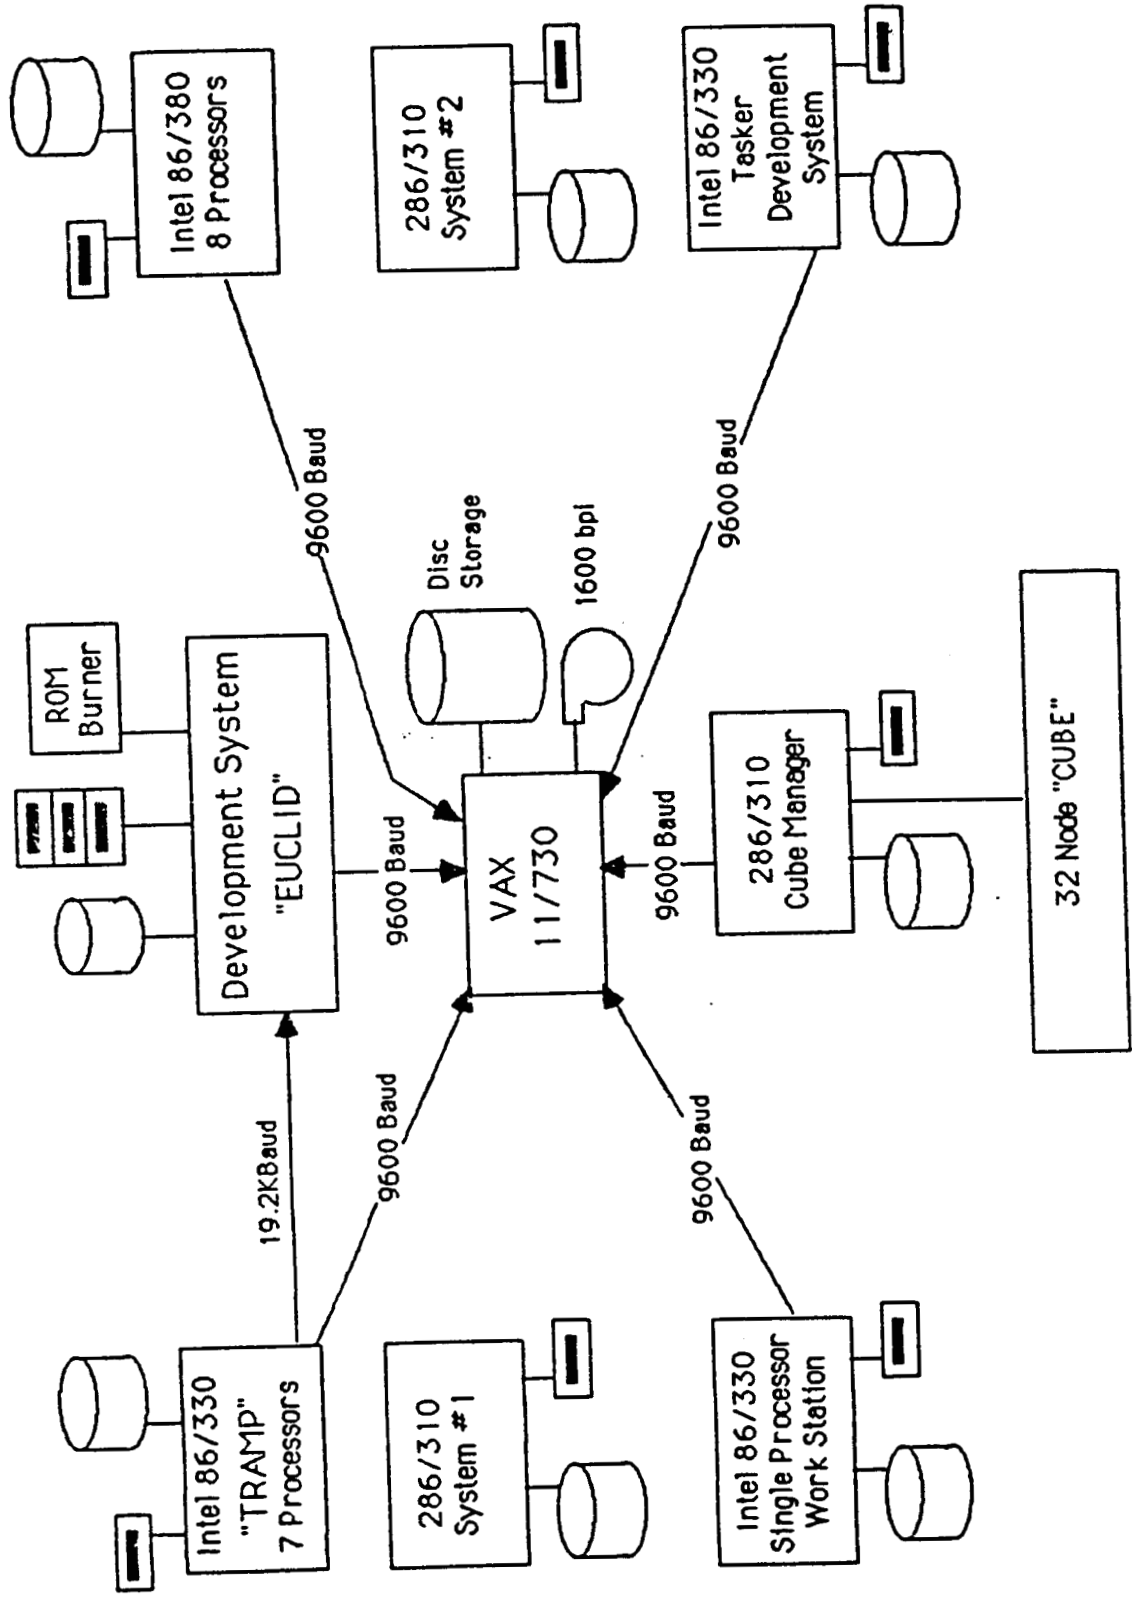 Intel 86/330
"TRAMP"
7 Processors
19.2KBaud
ROM
Burner
Development System
"EUCLID"
Intel 86/380
8 Processors
9600 Baud
9600 Baud
9600 Baud
286/310
System #1
VAX
11/730
Disc
Storage
1600 bpi
286/310
System #2
9600 Baud
9600 Baud
9600 Baud
Intel 86/330
Single Processor
Work Station
286/310
Cube Manager
Intel 86/330
Tasker
Development
System
32 Node "CUBE"